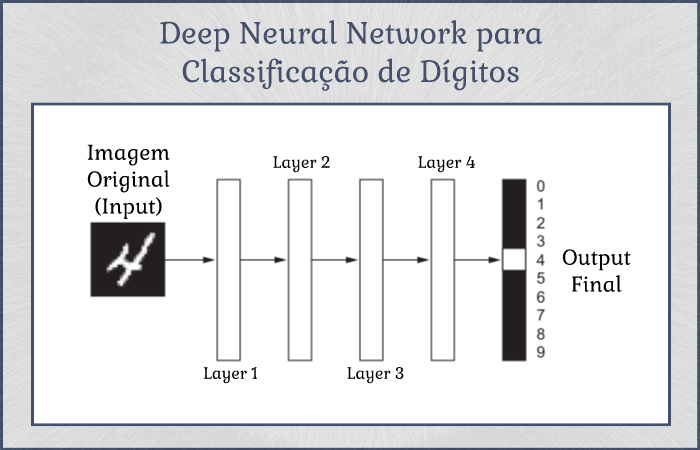 Deep Neural Network para
Classificação de Dígitos
Imagem
Original
(Input)
Layer 1
Layer 2
Layer 3
Layer 4
0
1
2
3
4
5
6
7
8
9
Output
Final